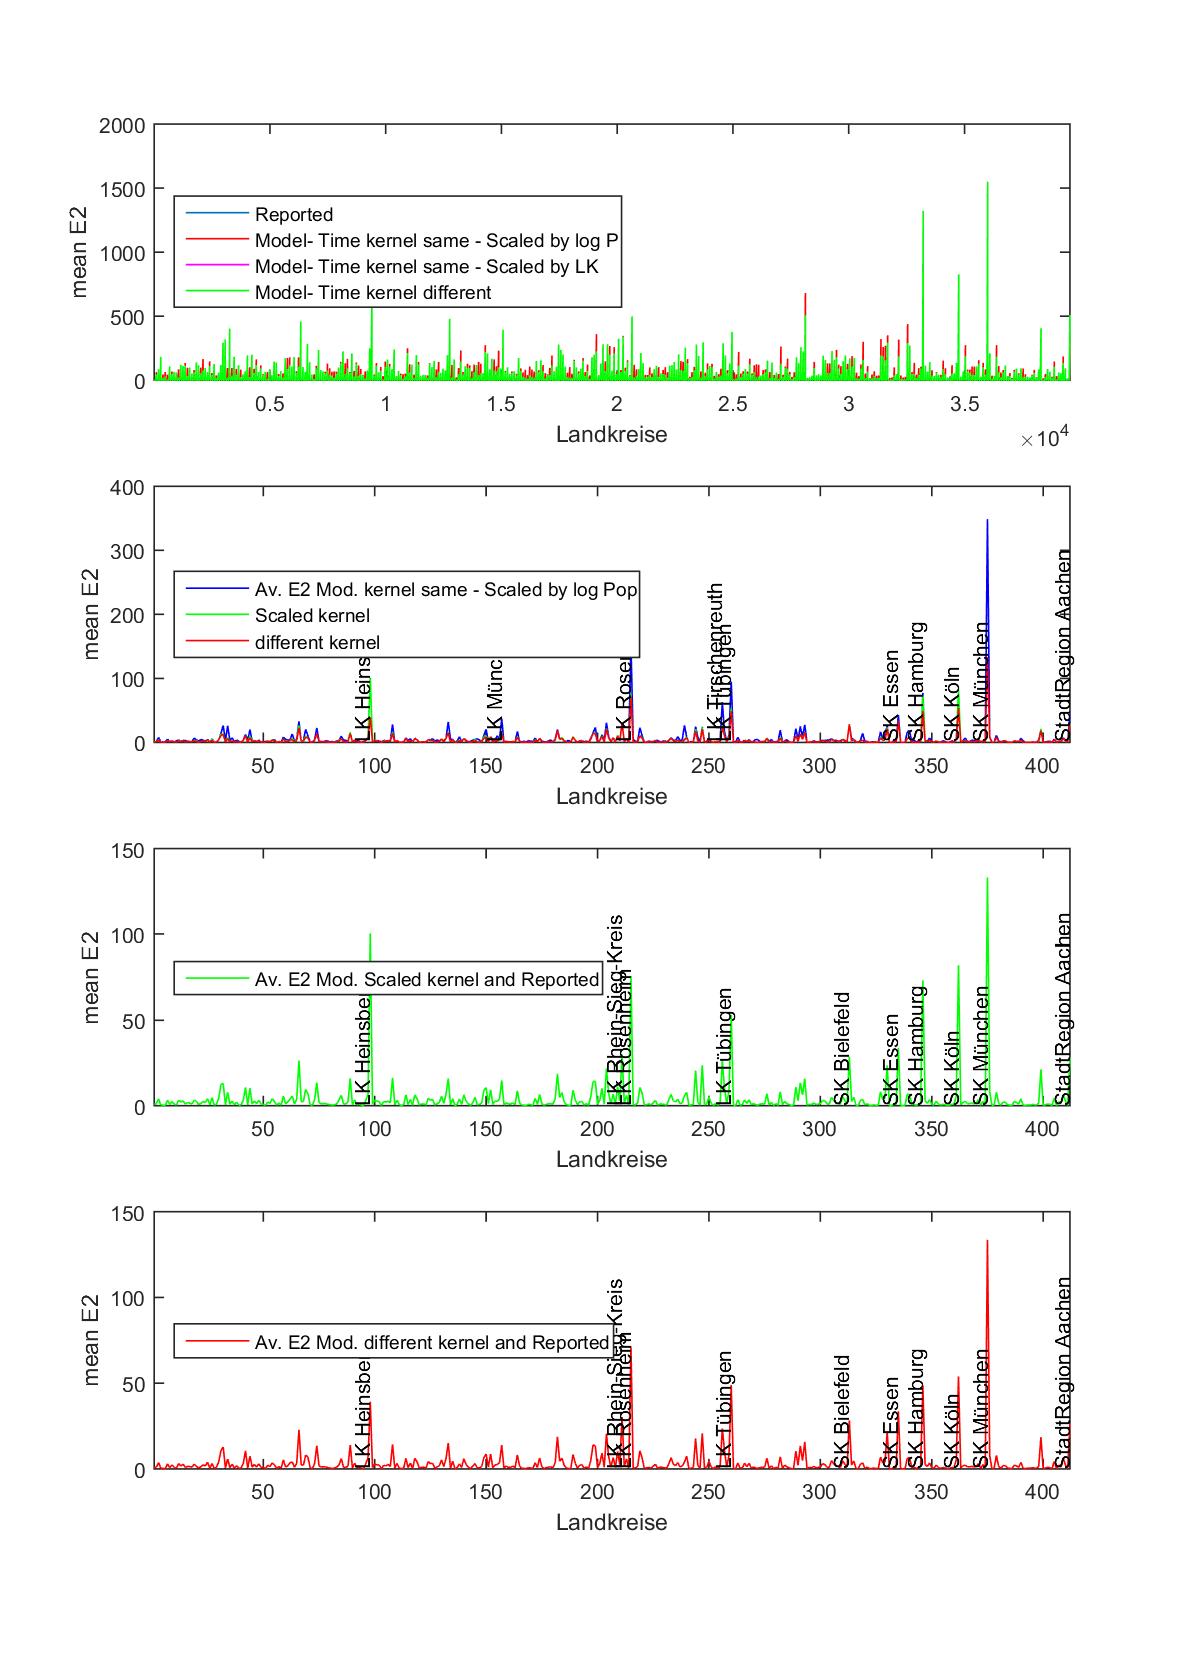 2000
1500
1000
500
0
mean E2
Reported
Model- Time kernel same - Scaled by log P
Model- Time kernel same - Scaled by LK
Model- Time kernel different
0.5 1 1.5 2 2.5 3 3.5
×10^4
Landkreise
400
300
200
100
0
mean E2
Av. E2 Mod. kernel same - Scaled by log Pop
Scaled kernel
different kernel
LK Heins
LK Münc
LK Rosen
LK Tirschenreuth
LK Tübingen
SK Essen
SK Hamburg
SK Köln
SK München
StadtRegion Aachen
50 100 150 200 250 300 350 400
Landkreise
150
100
50
0
mean E2
Av. E2 Mod. Scaled kernel and Reported
LK Heinsbe
LK Rhein-Sieg-Kreis
LK Rosenheim
LK Tübingen
SK Bielefeld
SK Essen
SK Hamburg
SK Köln
SK München
StadtRegion Aachen
50 100 150 200 250 300 350 400
Landkreise
150
100
50
0
mean E2
Av. E2 Mod. different kernel and Reported
LK Heinsbe
LK Rhein-Sieg-Kreis
LK Rosenheim
LK Tübingen
SK Bielefeld
SK Essen
SK Hamburg
SK Köln
SK München
StadtRegion Aachen
50 100 150 200 250 300 350 400
Landkreise